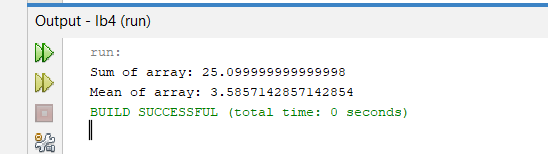 Output - lb4 (run)
run:
Sum of array: 25.099999999999998
Mean of array: 3.5857142857142854
BUILD SUCCESSFUL (total time: 0 seconds)